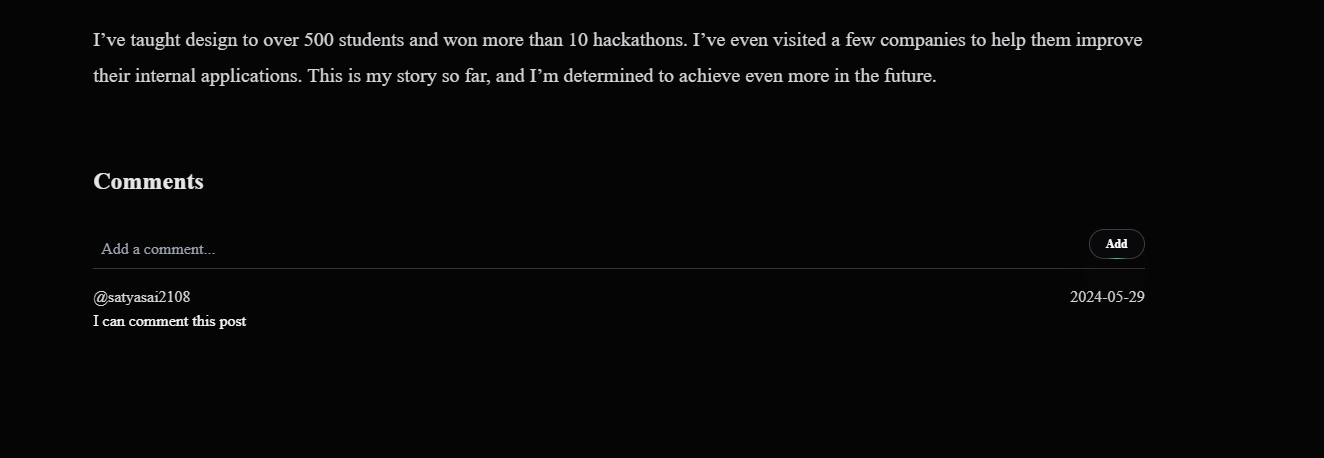 I’ve taught design to over 500 students and won more than 10 hackathons. I’ve even visited a few companies to help them improve
their internal applications. This is my story so far, and I’m determined to achieve even more in the future.
Comments
Add a comment...
Add
@satyasai2108
2024-05-29
I can comment this post